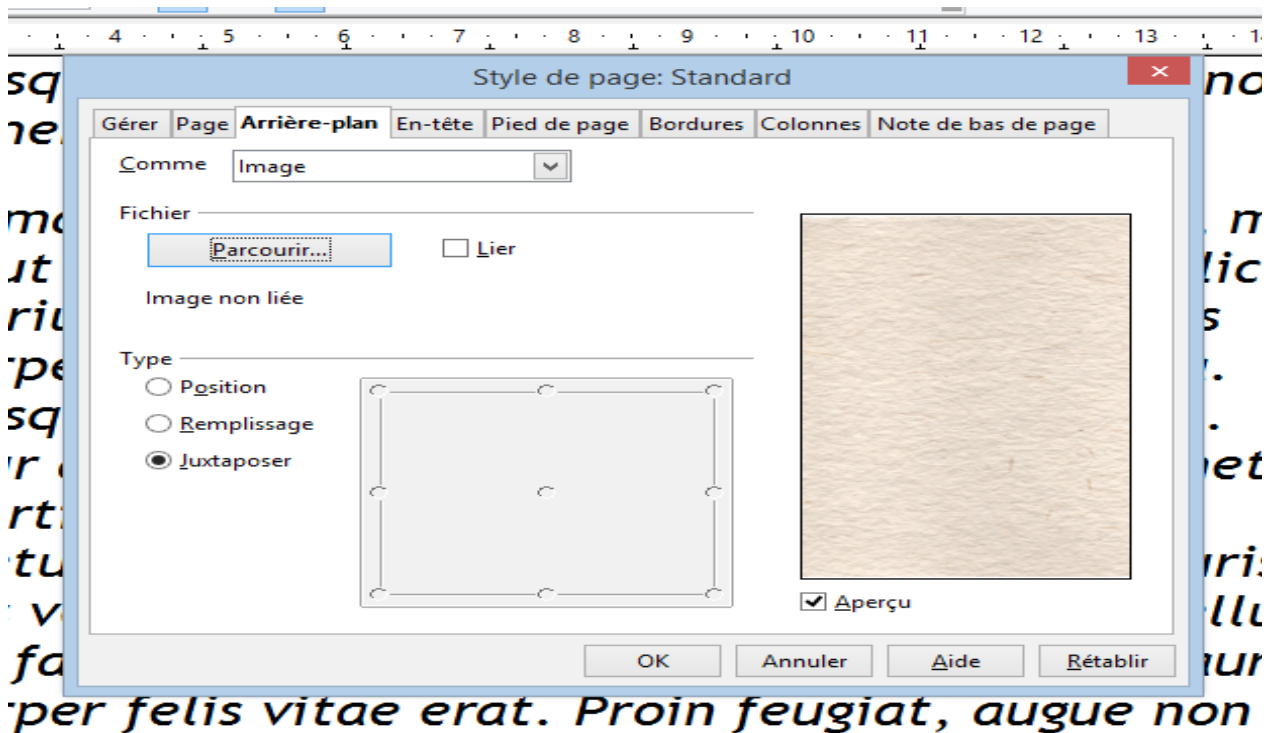 4 5 6 7 8 9 10 11 12 13
Style de page: Standard
Gérer Page Arrière-plan En-tête Pied de page Bordures Colonnes Note de bas de page
Comme Image
Fichier
Parcourir... Lier
Image non liée
Type
Position
Remplissage
Juxtaposer
Aperçu
OK Annuler Aide Rétablir
felis vitae erat. Proin feugiat, augue non